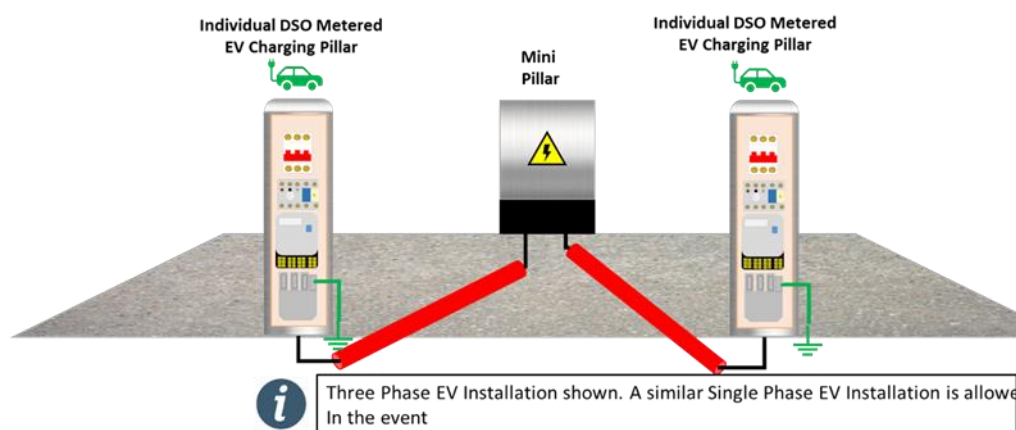 Individual DSO Metered
EV Charging Pillar
Mini
Pillar
Individual DSO Metered
EV Charging Pillar
Three Phase EV Installation shown. A similar Single Phase EV Installation is allowe
In the event